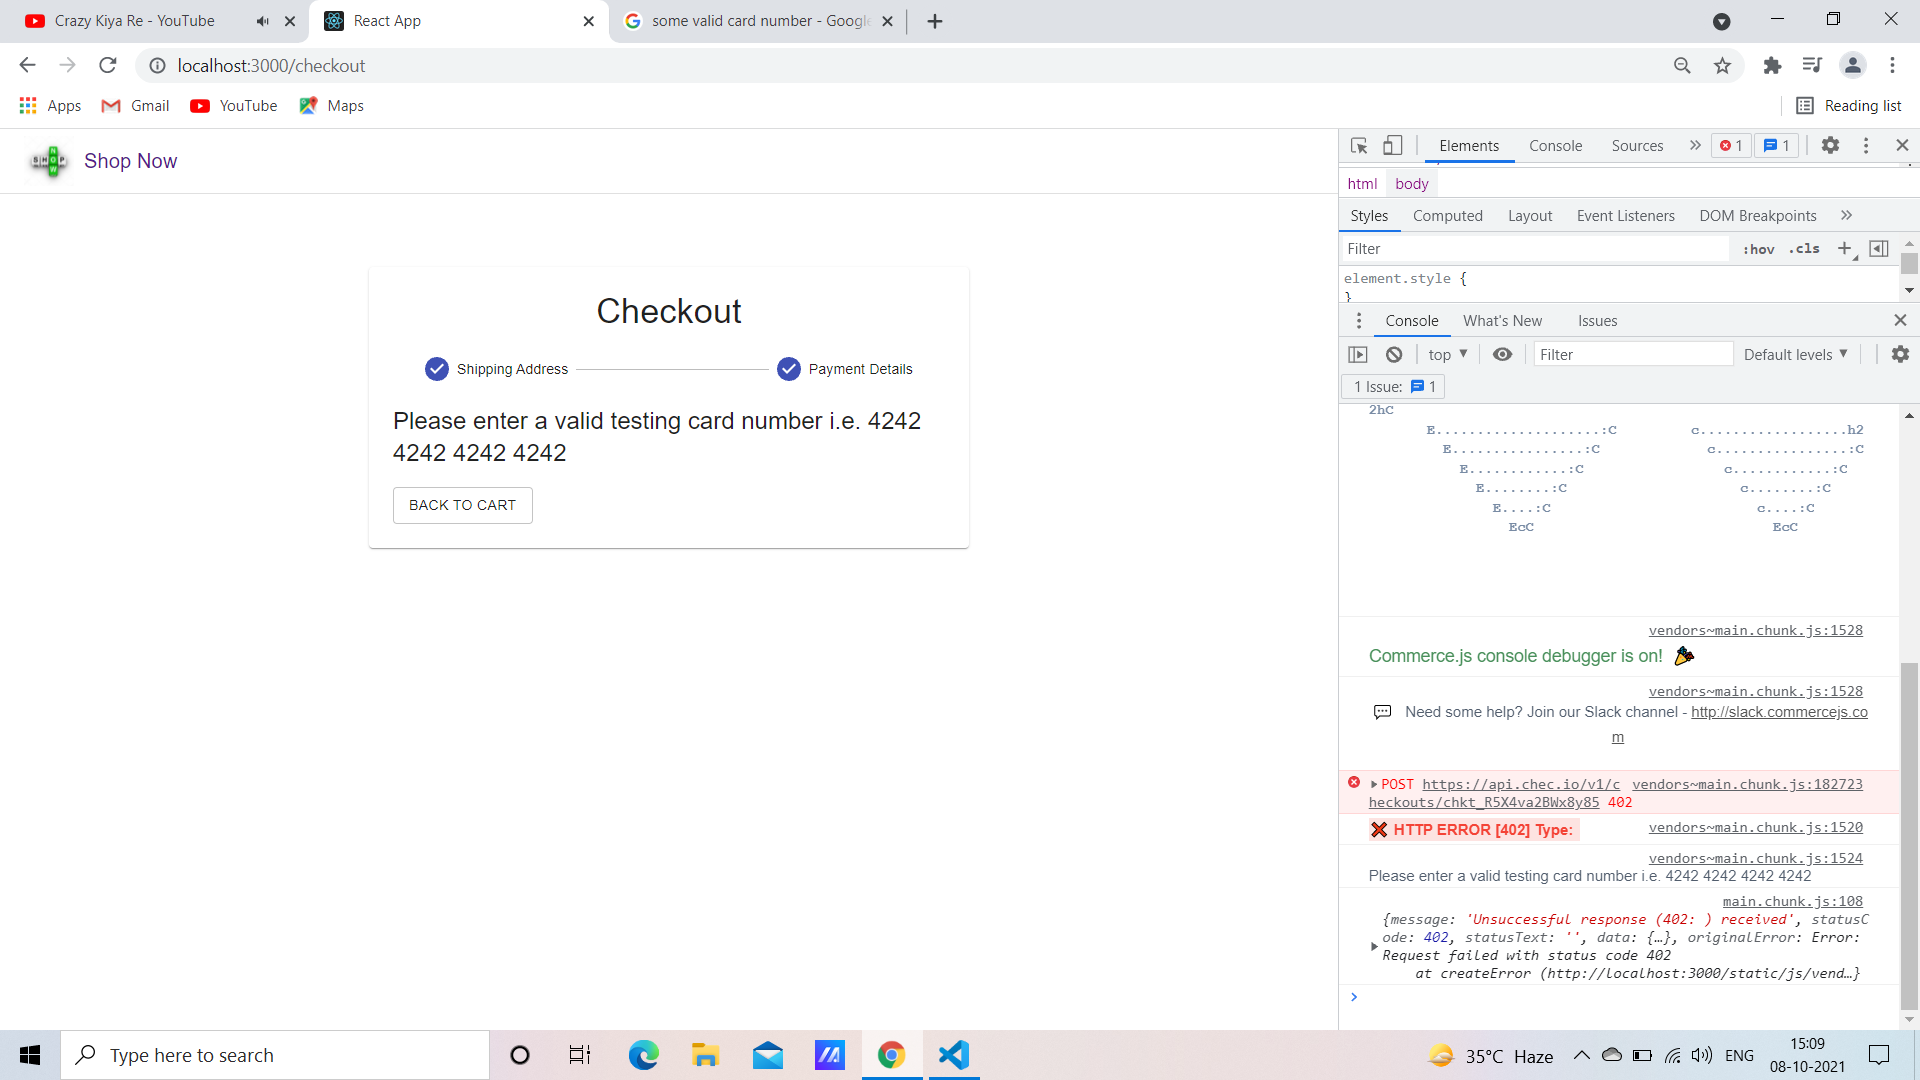 Crazy Kiya Re - YouTube
React App
some valid card number - Google
localhost:3000/checkout
Apps
Gmail
YouTube
Maps
Reading list
SHOP
NOW
Shop Now
Checkout
Shipping Address
Payment Details
Please enter a valid testing card number i.e. 4242
4242 4242 4242
BACK TO CART
Elements
Console
Sources
1
1
html
body
Styles
Computed
Layout
Event Listeners
DOM Breakpoints
Filter
:hov
.cls
element.style {
}
Console
What's New
Issues
top
Filter
Default levels
1 Issue:
1
2hC
E....................:C c..................h2
E................:C c................:C
E............:C c............:C
E........:C c........:C
E....:C c....:C
EcC EcC
vendors~main.chunk.js:1528
Commerce.js console debugger is on!
vendors~main.chunk.js:1528
Need some help? Join our Slack channel - http://slack.commercejs.co
m
POST https://api.chec.io/v1/c vendors~main.chunk.js:182723
heckouts/chkt_R5X4va2BWx8y85 402
HTTP ERROR [402] Type:
vendors~main.chunk.js:1520
vendors~main.chunk.js:1524
Please enter a valid testing card number i.e. 4242 4242 4242 4242
main.chunk.js:108
{message: 'Unsuccessful response (402: ) received', statusC
ode: 402, statusText: '', data: {…}, originalError: Error:
Request failed with status code 402
at createError (http://localhost:3000/static/js/vend…}
Type here to search
35°C Haze
ENG
15:09
08-10-2021